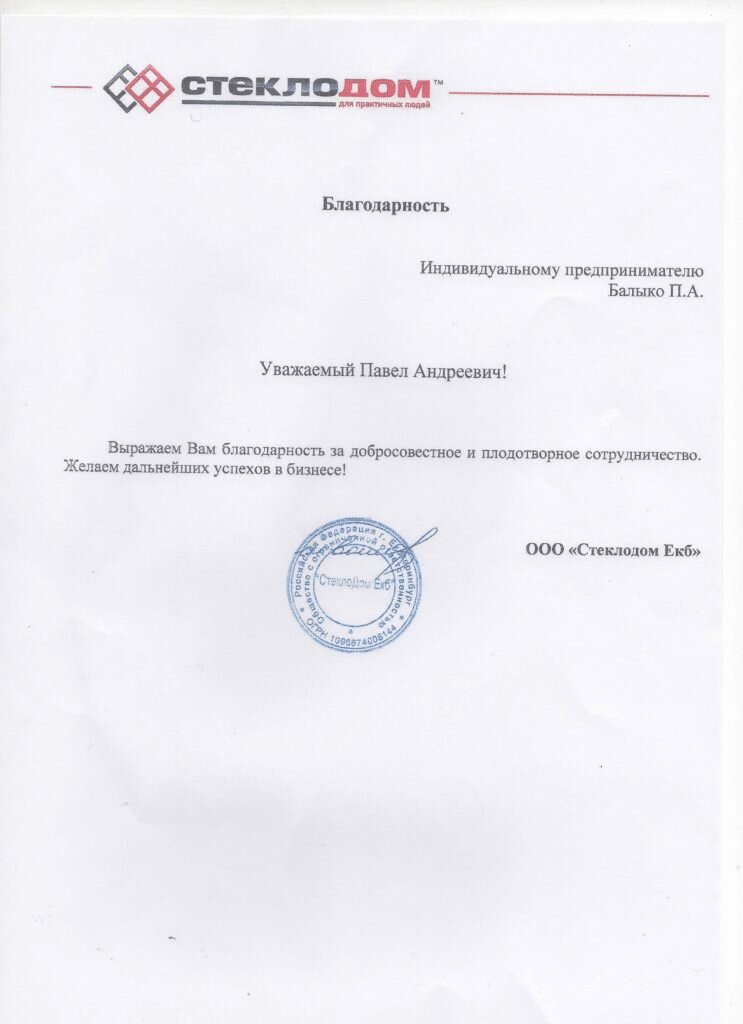 стеклодом™
для практичных людей
Благодарность
Индивидуальному предпринимателю
Балыко П.А.
Уважаемый Павел Андреевич!
Выражаем Вам благодарность за добросовестное и плодотворное сотрудничество.
Желаем дальнейших успехов в бизнесе!
ООО «Стеклодом Екб»
Российская Федерация г. Екатеринбург
Общество с ограниченной ответственностью
"СтеклоДом Екб"
* ОГРН 1096674008144 *